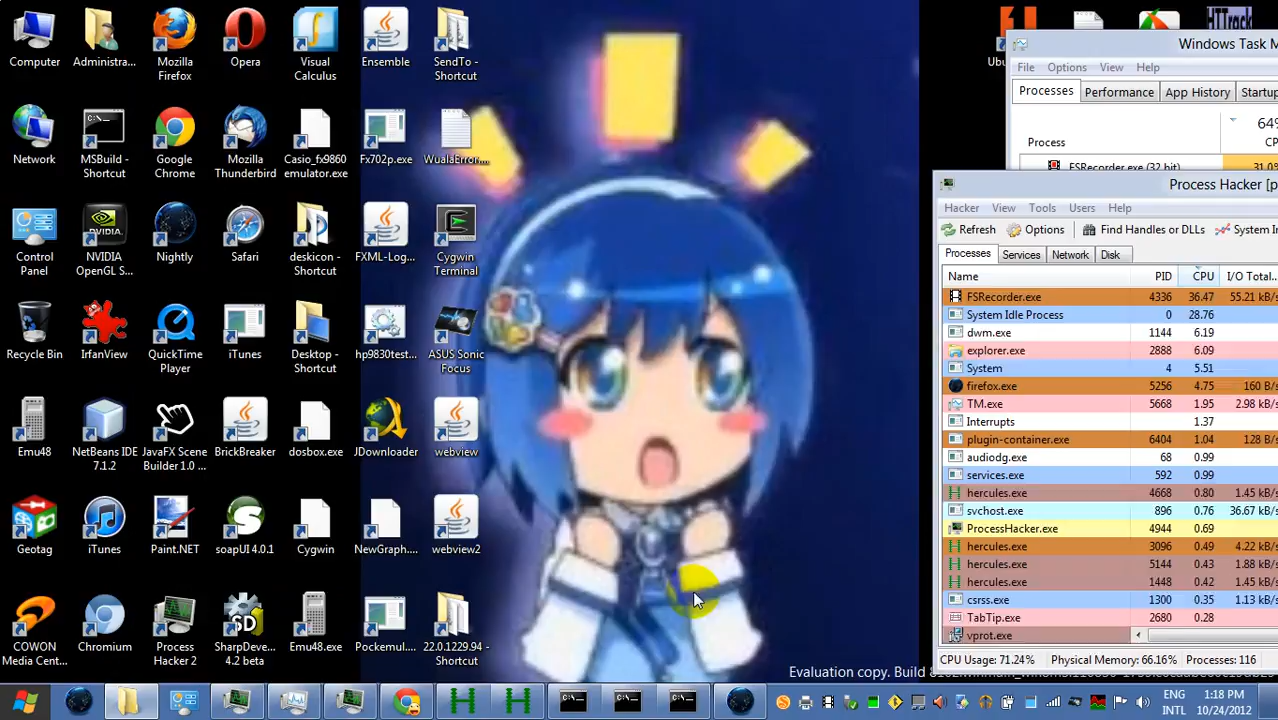 Computer
Administra...
Mozilla
Firefox
Opera
Visual
Calculus
Ensemble
SendTo -
Shortcut
Network
MSBuild -
Shortcut
Google
Chrome
Mozilla
Thunderbird
Casio_fx9860
emulator.exe
Fx702p.exe
WualaError....
Control
Panel
NVIDIA
OpenGL S...
Nightly
Safari
deskicon -
Shortcut
FXML-Log...
Cygwin
Terminal
Recycle Bin
IrfanView
QuickTime
Player
iTunes
Desktop -
Shortcut
hp9830test...
ASUS Sonic
Focus
Emu48
NetBeans IDE
7.1.2
JavaFX Scene
Builder 1.0 ...
BrickBreaker
dosbox.exe
JDownloader
webview
Geotag
iTunes
Paint.NET
soapUI 4.0.1
Cygwin
NewGraph....
webview2
COWON
Media Cent...
Chromium
Process
Hacker 2
SharpDeve...
4.2 beta
Emu48.exe
Pockemul....
22.0.1229.94 -
Shortcut
HTTrack
Ubu
Windows Task M
File Options View Help
Processes Performance App History Startup
64%
Process CP
FSRecorder.exe (32 bit) 31.0
Process Hacker [p
Hacker View Tools Users Help
Refresh Options Find Handles or DLLs System In
Processes Services Network Disk
Name PID CPU I/O Total...
FSRecorder.exe 4336 36.47 55.21 kB/
System Idle Process 0 28.76
dwm.exe 1144 6.19
explorer.exe 2888 6.09
System 4 5.51
firefox.exe 5256 4.75 160 B/
TM.exe 5668 1.95 2.98 kB/s
Interrupts 1.37
plugin-container.exe 6404 1.04 128 B/
audiodg.exe 68 0.99
services.exe 592 0.99
hercules.exe 4668 0.80 1.45 kB/s
svchost.exe 896 0.76 36.67 kB/
ProcessHacker.exe 4944 0.69
hercules.exe 3096 0.49 4.22 kB/s
hercules.exe 5144 0.43 1.88 kB/
hercules.exe 1448 0.42 1.45 kB/s
csrss.exe 1300 0.35 1.13 kB/
TabTip.exe 2680 0.28
vprot.exe
CPU Usage: 71.24% Physical Memory: 66.16% Processes: 116
Evaluation copy. Build
ENG
INTL
1:18 PM
10/24/2012